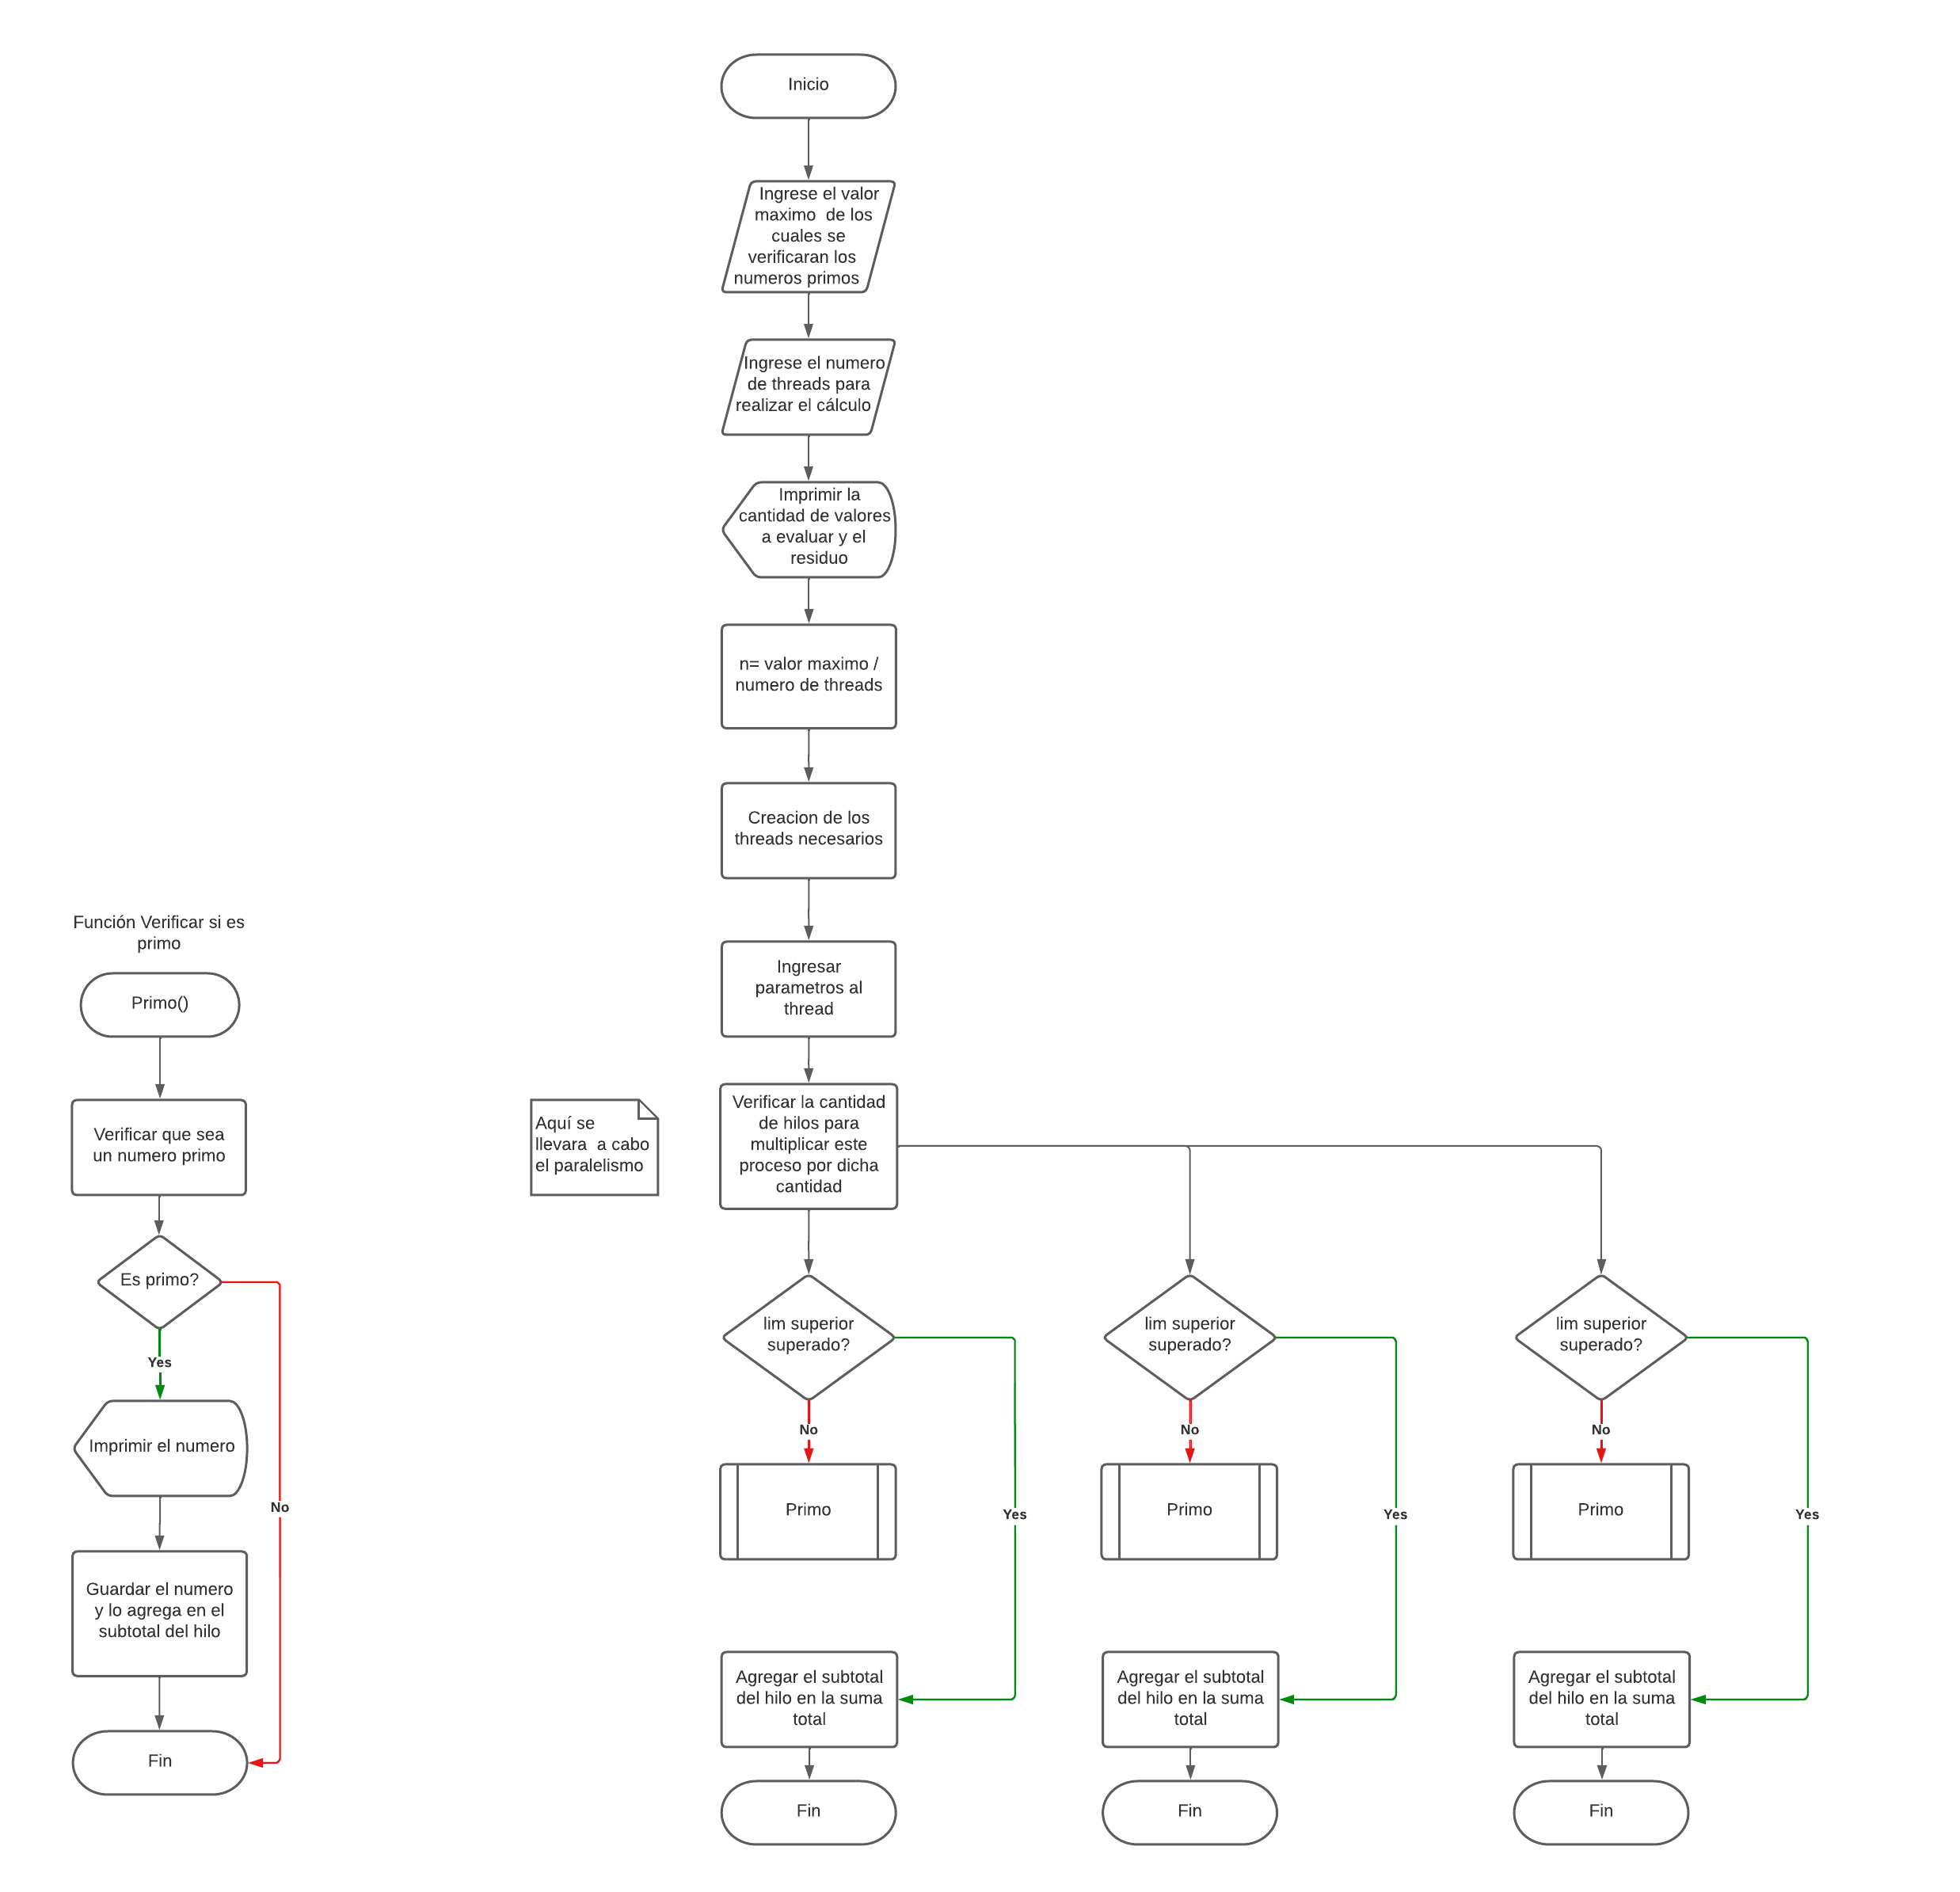 Inicio
Ingrese el valor
maximo  de los
cuales se
verificaran los
numeros primos
Ingrese el numero
de threads para
realizar el cálculo
Imprimir la
cantidad de valores
a evaluar y el
residuo
n= valor maximo /
numero de threads
Creacion de los
threads necesarios
Ingresar
parametros al
thread
Aquí se
llevara  a cabo
el paralelismo
Verificar la cantidad
de hilos para
multiplicar este
proceso por dicha
cantidad
lim superior
superado?
No
Yes
Primo
Agregar el subtotal
del hilo en la suma
total
Fin
lim superior
superado?
No
Yes
Primo
Agregar el subtotal
del hilo en la suma
total
Fin
lim superior
superado?
No
Yes
Primo
Agregar el subtotal
del hilo en la suma
total
Fin
Función Verificar si es
primo
Primo()
Verificar que sea
un numero primo
Es primo?
Yes
No
Imprimir el numero
Guardar el numero
y lo agrega en el
subtotal del hilo
Fin